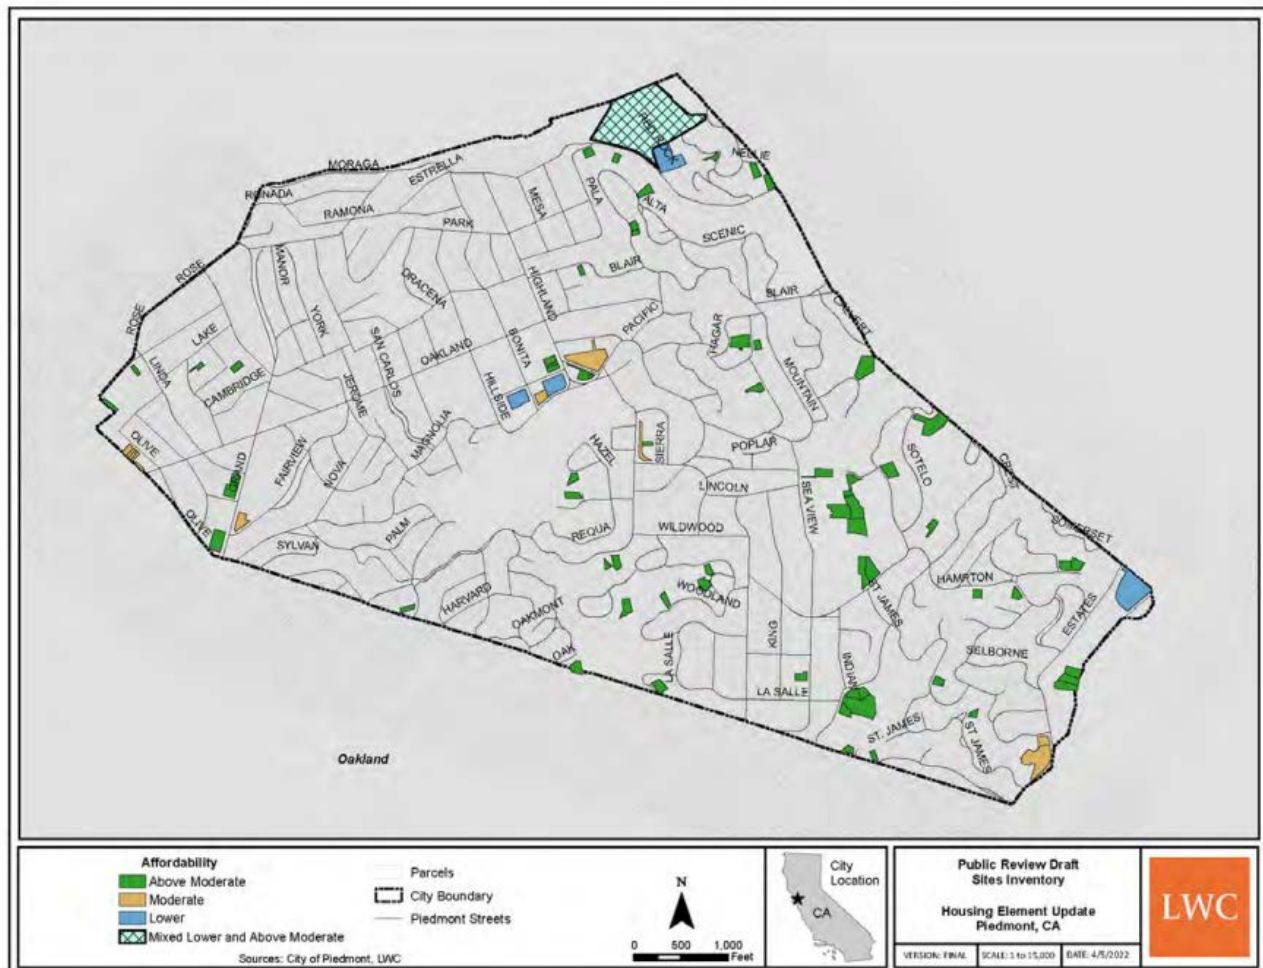 MORAGA
NELLIE
RONADA
ESTRELLA
RAMONA
MESA
PALA
ALTA
PARK
SCENIC
ROSE
MANOR
DRACENA
HIGHLAND
BLAIR
BLAIR
CALVERT
ROSE
LAKE
YORK
SAN CARLOS
OAKLAND
BONITA
PACIFIC
HAGAR
MOUNTAIN
LINDA
CAMBRIDGE
JEROME
HILLSIDE
MAGNOLIA
OLIVE
GRAND
FAIRVIEW
NOVA
HAZEL
SIERRA
POPLAR
SOTELO
CREST
LINCOLN
SEA VIEW
OLIVE
SYLVAN
PALM
REQUA
WILDWOOD
SOMERSET
HARVARD
OAKMONT
WOODLAND
ST JAMES
HAMPTON
ESTATES
OAK
LA SALLE
KING
INDIAN
SELBORNE
LA SALLE
ST. JAMES
ST JAMES
Oakland
Affordability
Above Moderate
Moderate
Lower
Mixed Lower and Above Moderate
Parcels
City Boundary
Piedmont Streets
Sources: City of Piedmont, LWC
N
0 500 1,000
Feet
City
Location
CA
Public Review Draft
Sites Inventory
Housing Element Update
Piedmont, CA
VERSION: FINAL
SCALE: 1 to 15,000
DATE: 4/5/2022
LWC